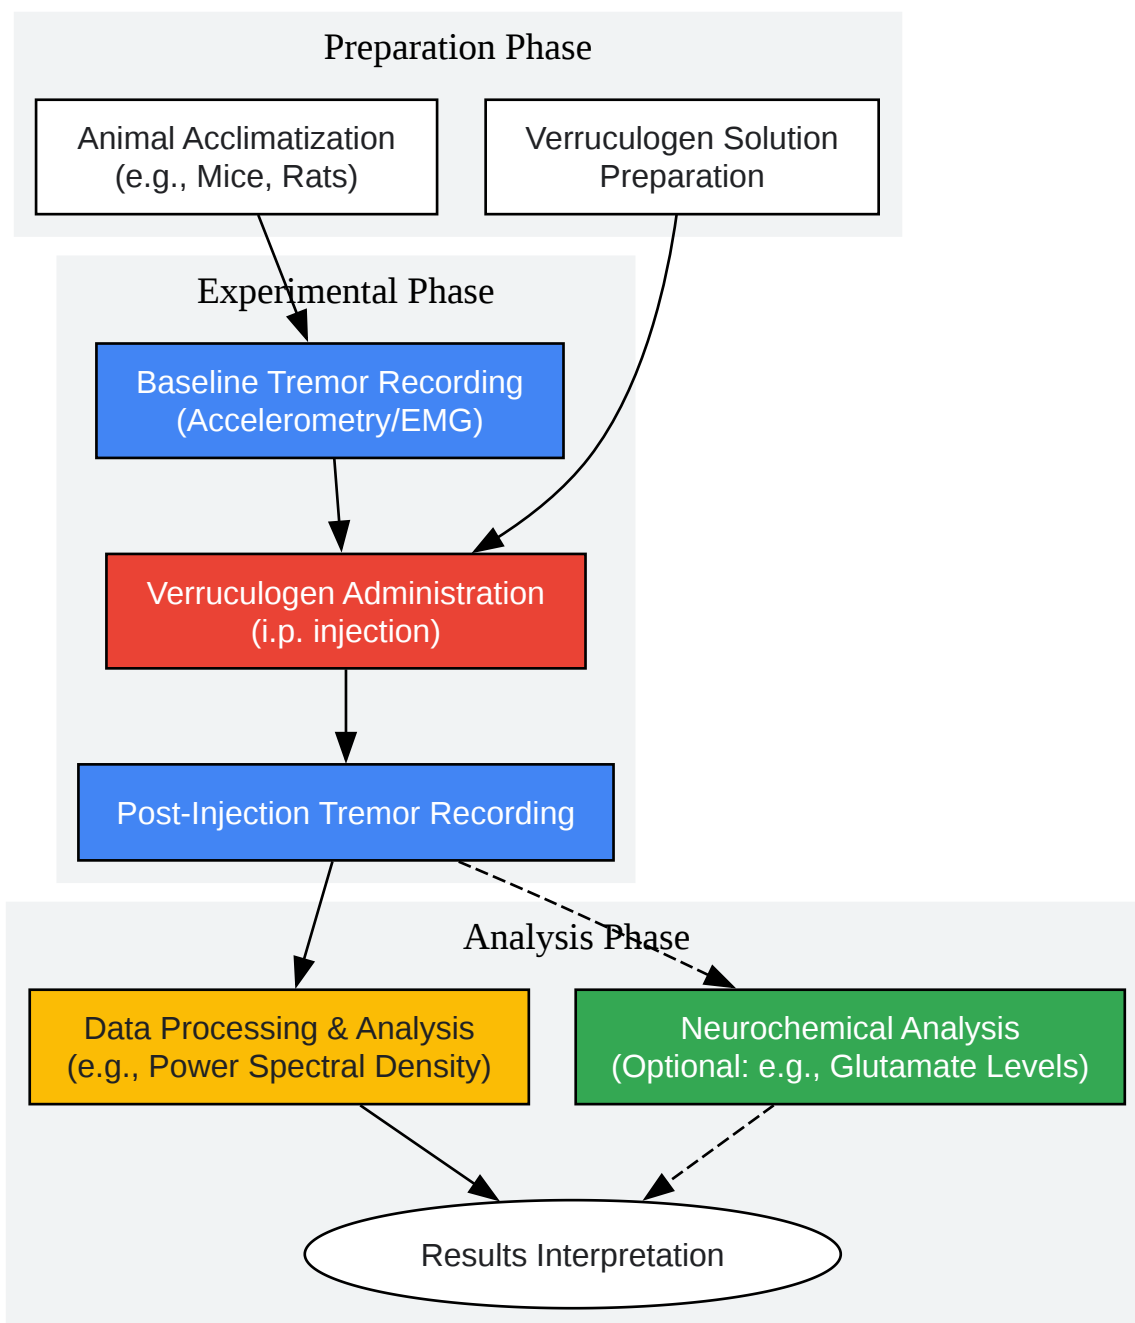 Preparation Phase
Animal Acclimatization
(e.g., Mice, Rats)
Verruculogen Solution
Preparation
Experimental Phase
Baseline Tremor Recording
(Accelerometry/EMG)
Verruculogen Administration
(i.p. injection)
Post-Injection Tremor Recording
Analysis Phase
Data Processing & Analysis
(e.g., Power Spectral Density)
Neurochemical Analysis
(Optional: e.g., Glutamate Levels)
Results Interpretation